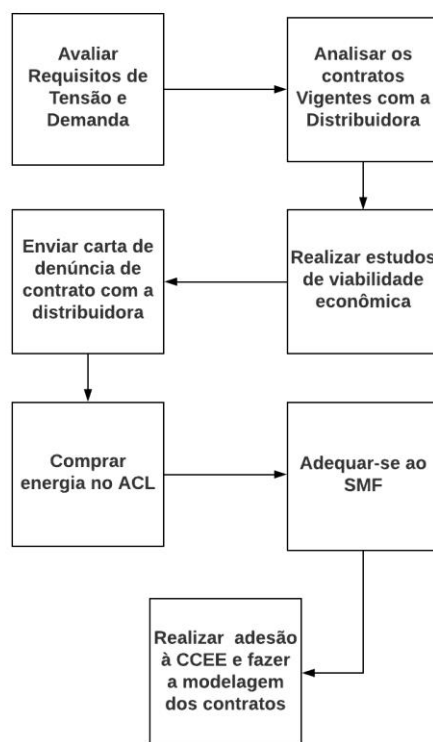 Avaliar
Requisitos de
Tensão e
Demanda
Analisar os
contratos
Vigentes com a
Distribuidora
Realizar estudos
de viabilidade
econômica
Enviar carta de
denúncia de
contrato com a
distribuidora
Comprar
energia no ACL
Adequar-se ao
SMF
Realizar adesão
à CCEE e fazer
a modelagem
dos contratos